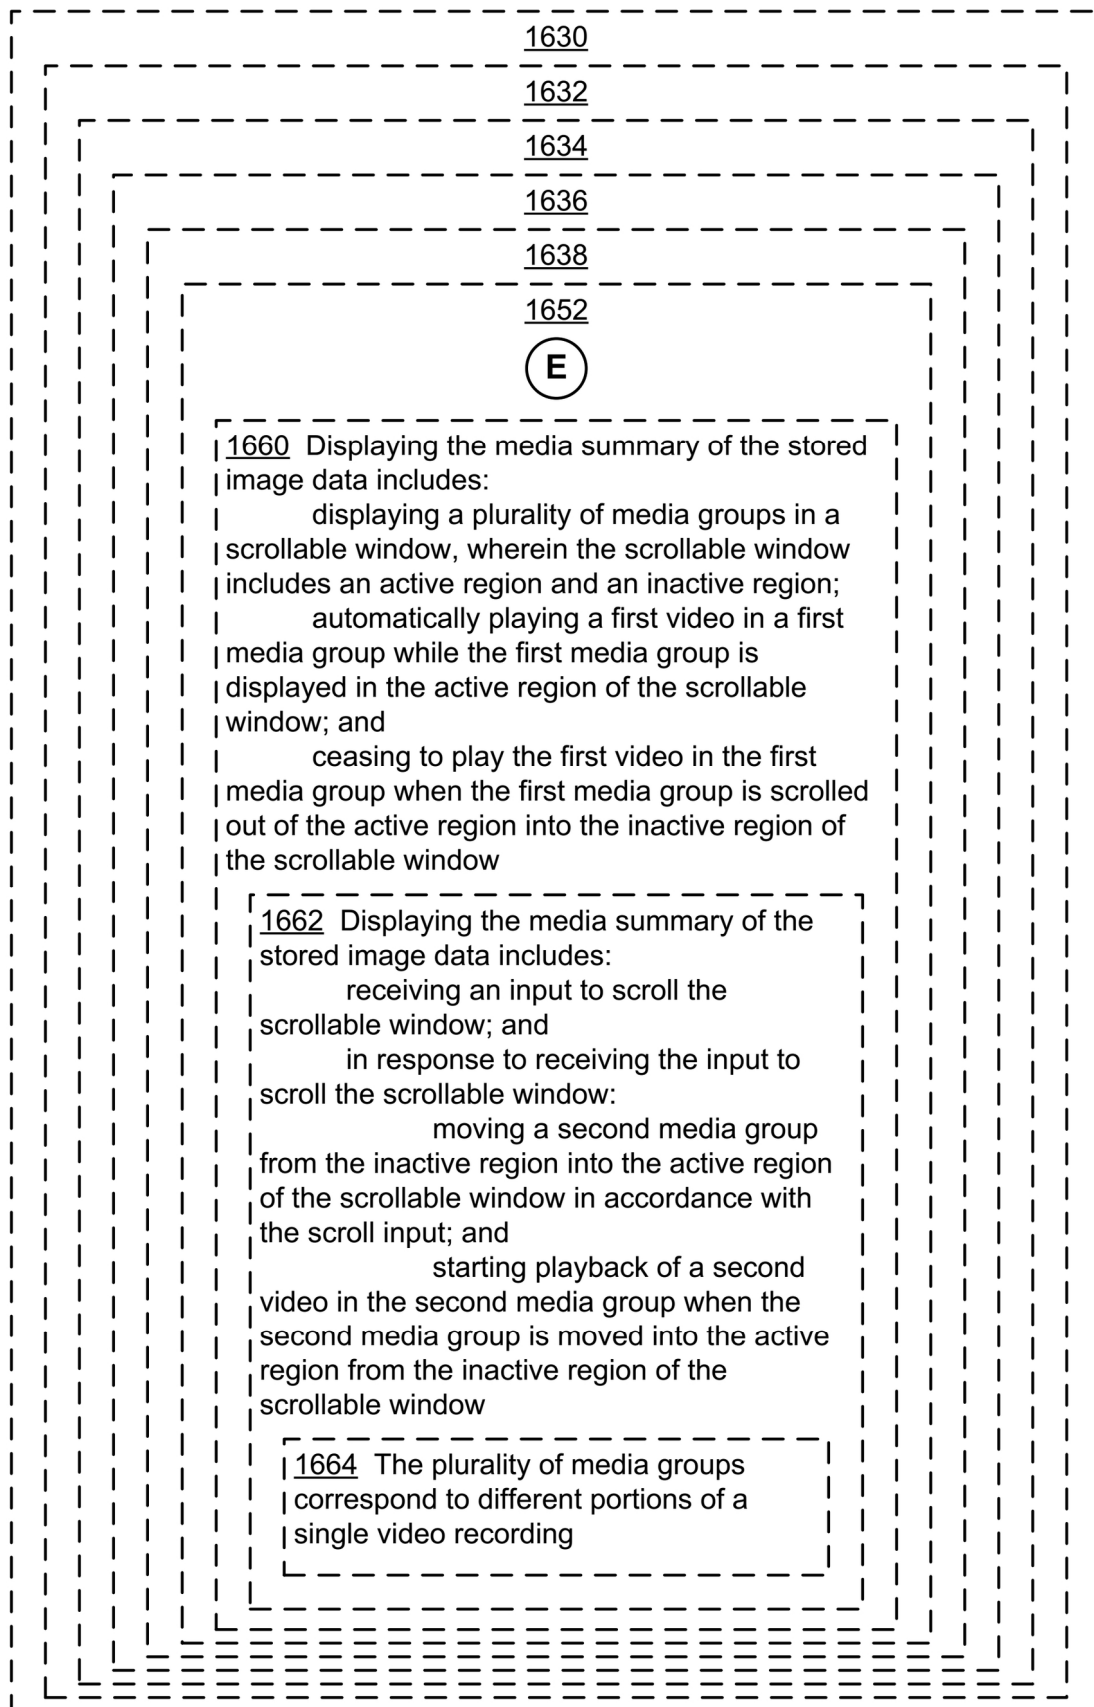 1630
1632
1634
1636
1638
1652
E
1660 Displaying the media summary of the stored
image data includes:
displaying a plurality of media groups in a
scrollable window, wherein the scrollable window
includes an active region and an inactive region;
automatically playing a first video in a first
media group while the first media group is
displayed in the active region of the scrollable
window; and
ceasing to play the first video in the first
media group when the first media group is scrolled
out of the active region into the inactive region of
the scrollable window
1662 Displaying the media summary of the
stored image data includes:
receiving an input to scroll the
scrollable window; and
in response to receiving the input to
scroll the scrollable window:
moving a second media group
from the inactive region into the active region
of the scrollable window in accordance with
the scroll input; and
starting playback of a second
video in the second media group when the
second media group is moved into the active
region from the inactive region of the
scrollable window
1664 The plurality of media groups
correspond to different portions of a
single video recording